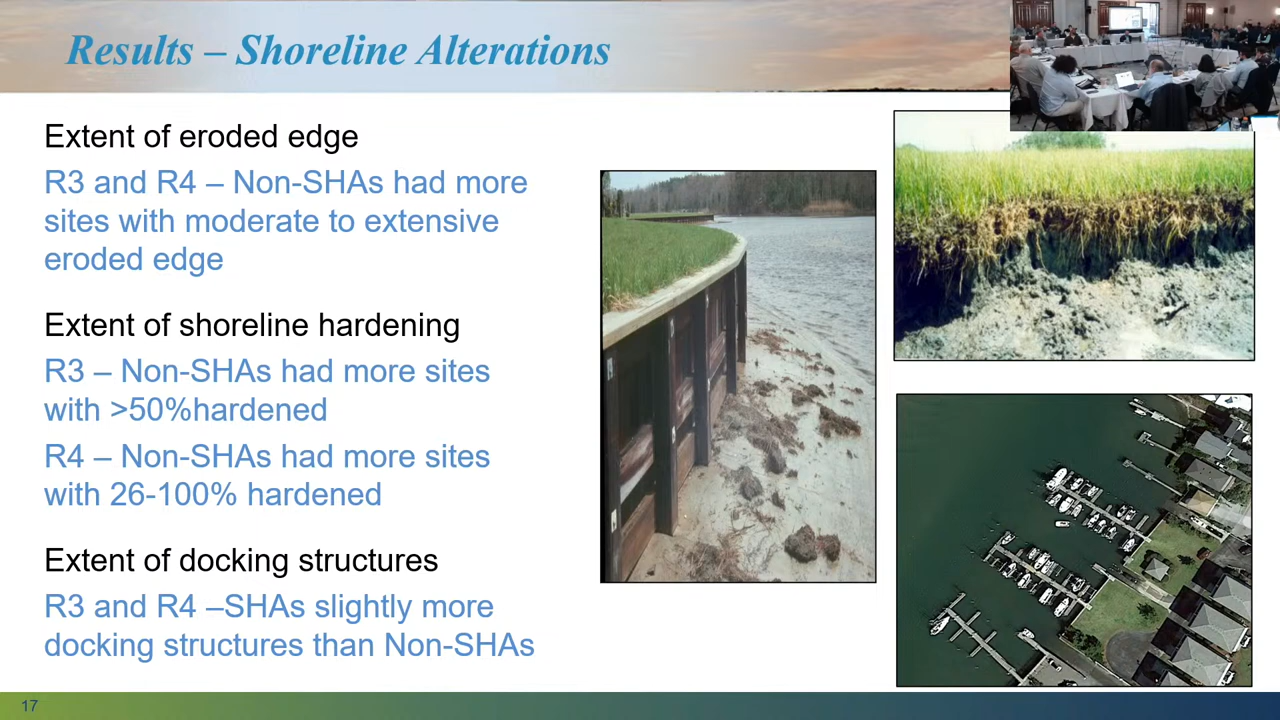 Results – Shoreline Alterations
Extent of eroded edge
R3 and R4 – Non-SHAs had more
sites with moderate to extensive
eroded edge
Extent of shoreline hardening
R3 – Non-SHAs had more sites
with >50%hardened
R4 – Non-SHAs had more sites
with 26-100% hardened
Extent of docking structures
R3 and R4 –SHAs slightly more
docking structures than Non-SHAs
17